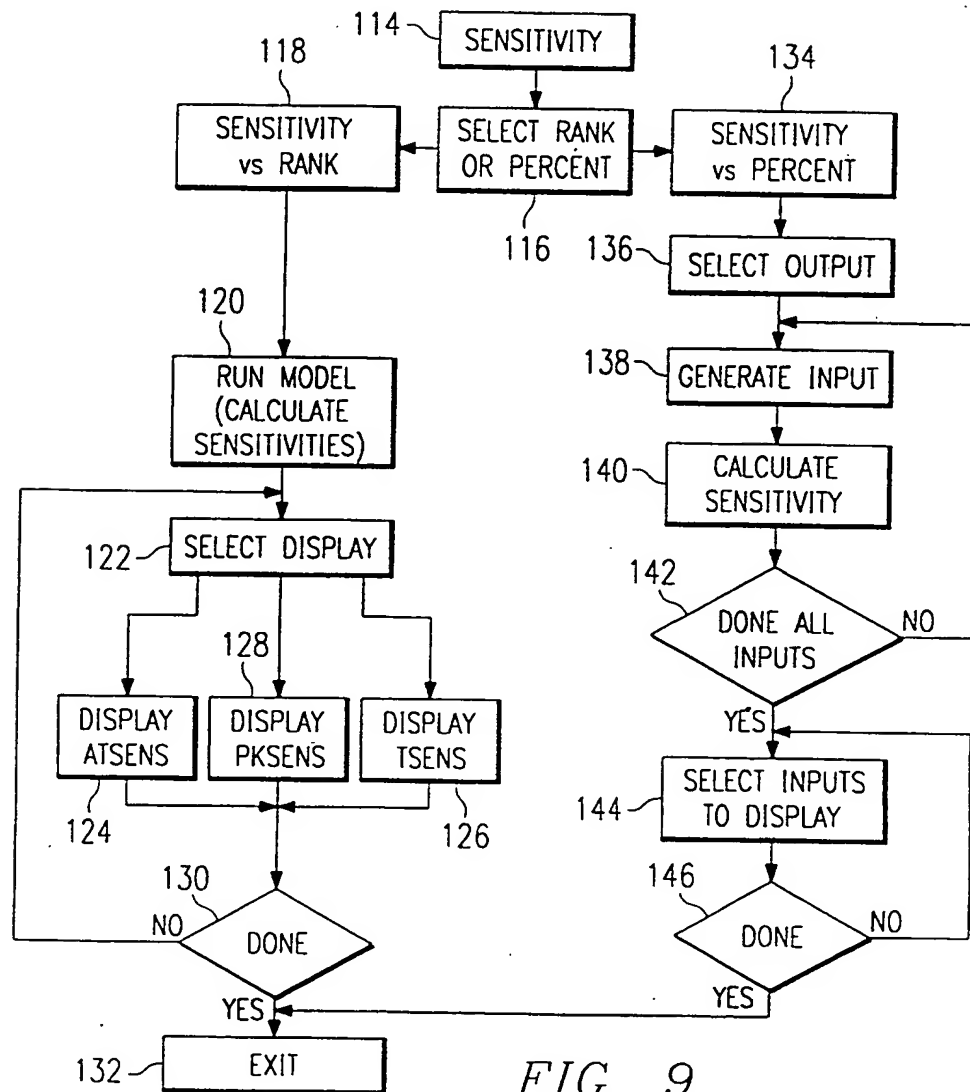 114
SENSITIVITY
118
134
SENSITIVITY
vs RANK
SELECT RANK
OR PERCENT
SENSITIVITY
vs PERCENT
116
136
SELECT OUTPUT
120
RUN MODEL
(CALCULATE
SENSITIVITIES)
138
GENERATE INPUT
140
CALCULATE
SENSITIVITY
122
SELECT DISPLAY
142
DONE ALL
INPUTS
NO
YES
128
DISPLAY
ATSENS
DISPLAY
PKSENS
DISPLAY
TSENS
124
126
144
SELECT INPUTS
TO DISPLAY
130
DONE
NO
YES
146
DONE
NO
YES
132
EXIT
FIG. 9